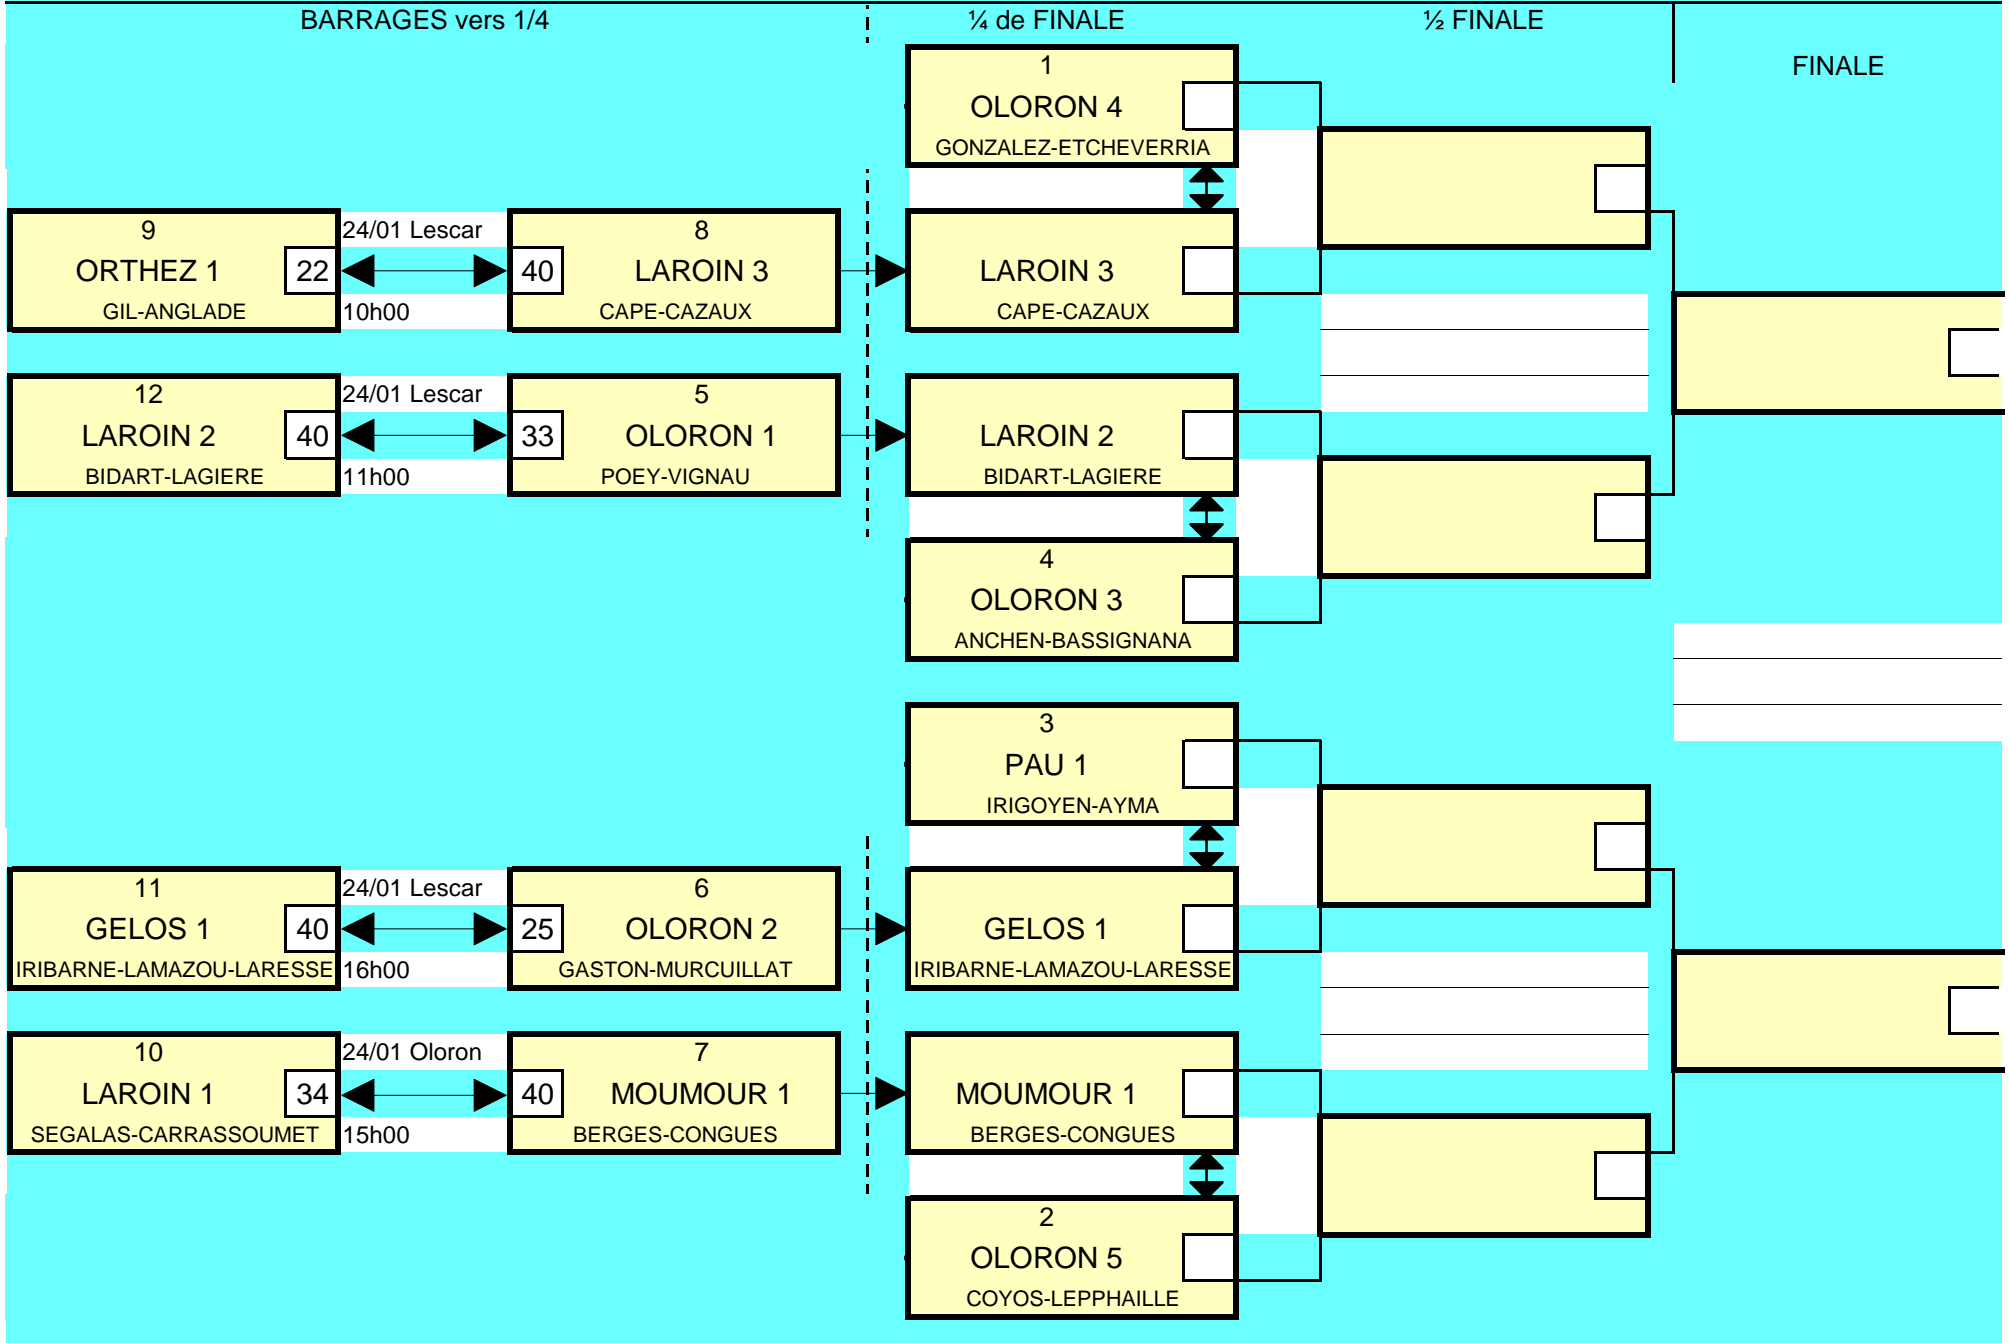 BARRAGES vers 1/4
¼ de FINALE
½ FINALE
FINALE
1
OLORON 4
GONZALEZ-ETCHEVERRIA
9
ORTHEZ 1
22
GIL-ANGLADE
24/01 Lescar
10h00
8
40
LAROIN 3
CAPE-CAZAUX
LAROIN 3
CAPE-CAZAUX
12
LAROIN 2
40
BIDART-LAGIERE
24/01 Lescar
11h00
5
33
OLORON 1
POEY-VIGNAU
LAROIN 2
BIDART-LAGIERE
4
OLORON 3
ANCHEN-BASSIGNANA
3
PAU 1
IRIGOYEN-AYMA
11
GELOS 1
40
IRIBARNE-LAMAZOU-LARESSE
24/01 Lescar
16h00
6
25
OLORON 2
GASTON-MURCUILLAT
GELOS 1
IRIBARNE-LAMAZOU-LARESSE
10
LAROIN 1
34
SEGALAS-CARRASSOUMET
24/01 Oloron
15h00
7
40
MOUMOUR 1
BERGES-CONGUES
MOUMOUR 1
BERGES-CONGUES
2
OLORON 5
COYOS-LEPPHAILLE